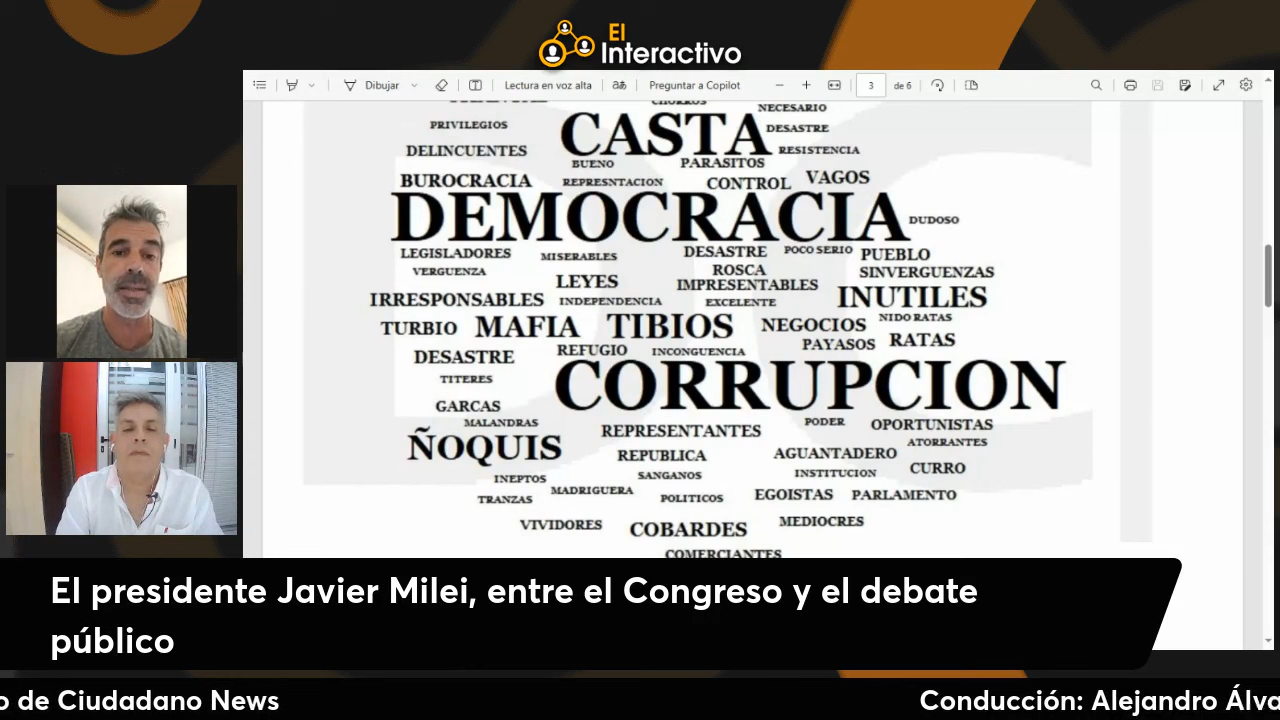 El
Interactivo
Dibujar
Lectura en voz alta
aあ
Preguntar a Copilot
3
de 6
CHORROS
NECESARIO
PRIVILEGIOS
CASTA
DESASTRE
DELINCUENTES
RESISTENCIA
BUENO
PARASITOS
BUROCRACIA
REPRESNTACION
CONTROL
VAGOS
DEMOCRACIA
DUDOSO
LEGISLADORES
MISERABLES
DESASTRE
POCO SERIO
PUEBLO
VERGUENZA
ROSCA
SINVERGUENZAS
LEYES
IMPRESENTABLES
IRRESPONSABLES
INDEPENDENCIA
EXCELENTE
INUTILES
TURBIO
MAFIA
TIBIOS
NEGOCIOS
NIDO RATAS
PAYASOS
RATAS
DESASTRE
REFUGIO
INCONGUENCIA
TITERES
CORRUPCION
GARCAS
MALANDRAS
PODER
OPORTUNISTAS
ÑOQUIS
REPRESENTANTES
ATORRANTES
REPUBLICA
AGUANTADERO
INEPTOS
SANGANOS
INSTITUCION
CURRO
TRANZAS
MADRIGUERA
POLITICOS
EGOISTAS
PARLAMENTO
VIVIDORES
COBARDES
MEDIOCRES
COMERCIANTES
El presidente Javier Milei, entre el Congreso y el debate
público
o de Ciudadano News
Conducción: Alejandro Álva